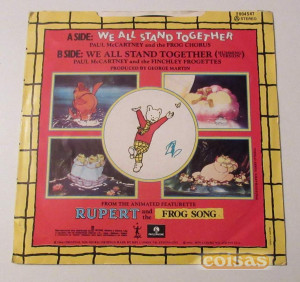 A SIDE: WE ALL STAND TOGETHER
PAUL McCARTNEY and the FROG CHORUS
B SIDE: WE ALL STAND TOGETHER
PAUL McCARTNEY and the FINCHLEY FROGETTES
PRODUCED BY GEORGE MARTIN
STEREO
FROM THE ANIMATED FEATURETTE
RUPERT and the FROG SONG
coisas